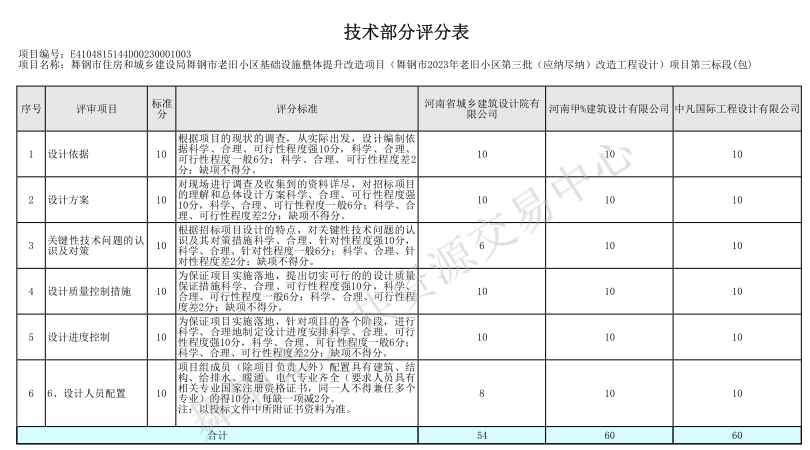 技术部分评分表
项目编号：E4104815144D00230001003
项目名称：舞钢市住房和城乡建设局舞钢市老旧小区基础设施整体提升改造项目（舞钢市2023年老旧小区第三批（应纳尽纳）改造工程设计）项目第三标段(包)
序号 评审项目 标准分 评分标准 河南省城乡建筑设计院有限公司 河南甲%建筑设计有限公司 中凡国际工程设计有限公司
1 设计依据 10
根据项目的现状的调查，从实际出发，设计编制依
据科学、合理、可行性程度强10分，科学、合理、
可行性程度一般6分；科学、合理、可行性程度差2
分；缺项不得分。
10 10 10
2 设计方案 10
对现场进行调查及收集到的资料详尽，对招标项目
的理解和总体设计方案科学、合理、可行性程度强
10分，科学、合理、可行性程度一般6分；科学、合
理、可行性程度差2分；缺项不得分。
10 10 10
3 关键性技术问题的认
识及对策 10
根据招标项目设计的特点，对关键性技术问题的认
识及其对策措施科学、合理、针对性程度强10分，
科学、合理、针对性程度一般6分；科学、合理、针
对性程度差2分；缺项不得分。
6 10 10
4 设计质量控制措施 10
为保证项目实施落地，提出切实可行的的设计质量
保证措施科学、合理、可行性程度强10分，科学、
合理、可行性程度一般6分；科学、合理、可行性程
度差2分；缺项不得分。
10 10 10
5 设计进度控制 10
为保证项目实施落地，针对项目的各个阶段，进行
科学、合理地制定设计进度安排科学、合理、可行
性程度强10分，科学、合理、可行性程度一般6分；
科学、合理、可行性程度差2分；缺项不得分。
10 10 10
6 6、设计人员配置 10
项目组成员（除项目负责人外）配置具有建筑、结
构、给排水、暖通、电气专业齐全（要求人员具有
相关专业国家注册资格证书，同一人不得兼任多个
专业）的得10分，每缺一项减2分。
注：以投标文件中所附证书资料为准。
8 10 10
合计 54 60 60